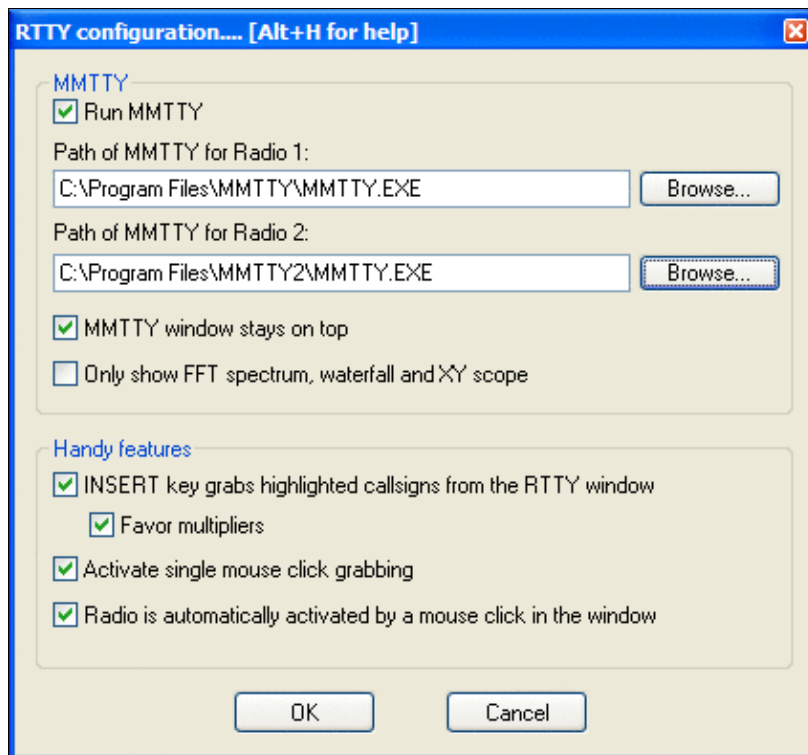 RTTY configuration.... [Alt+H for help]
MMTTY
Run MMTTY
Path of MMTTY for Radio 1:
C:\Program Files\MMTTY\MMTTY.EXE
Browse...
Path of MMTTY for Radio 2:
C:\Program Files\MMTTY2\MMTTY.EXE
Browse...
MMTTY window stays on top
Only show FFT spectrum, waterfall and XY scope
Handy features
INSERT key grabs highlighted callsigns from the RTTY window
Favor multipliers
Activate single mouse click grabbing
Radio is automatically activated by a mouse click in the window
OK
Cancel